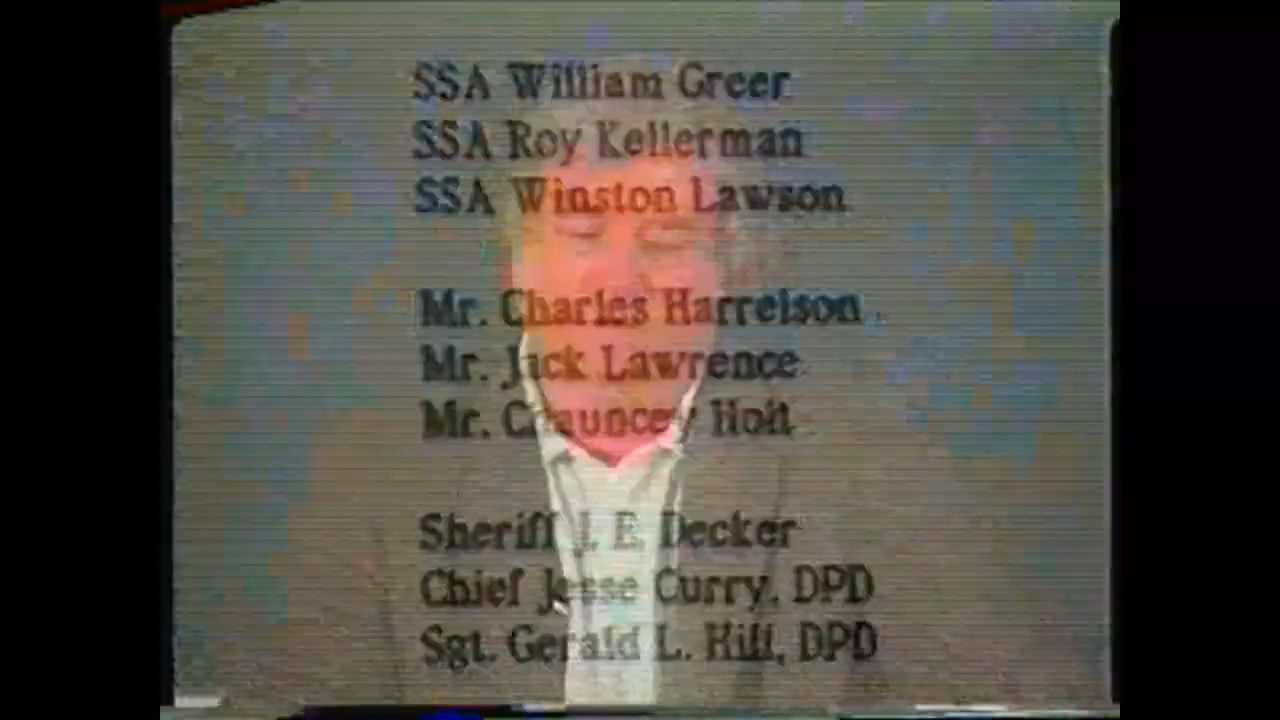 SSA William Greer
SSA Roy Kellerman
SSA Winston Lawson
Mr. Charles Harrelson
Mr. Jack Lawrence
Mr. Chauncey Holt
Sheriff J. E. Decker
Chief Jesse Curry, DPD
Sgt. Gerald L. Hill, DPD